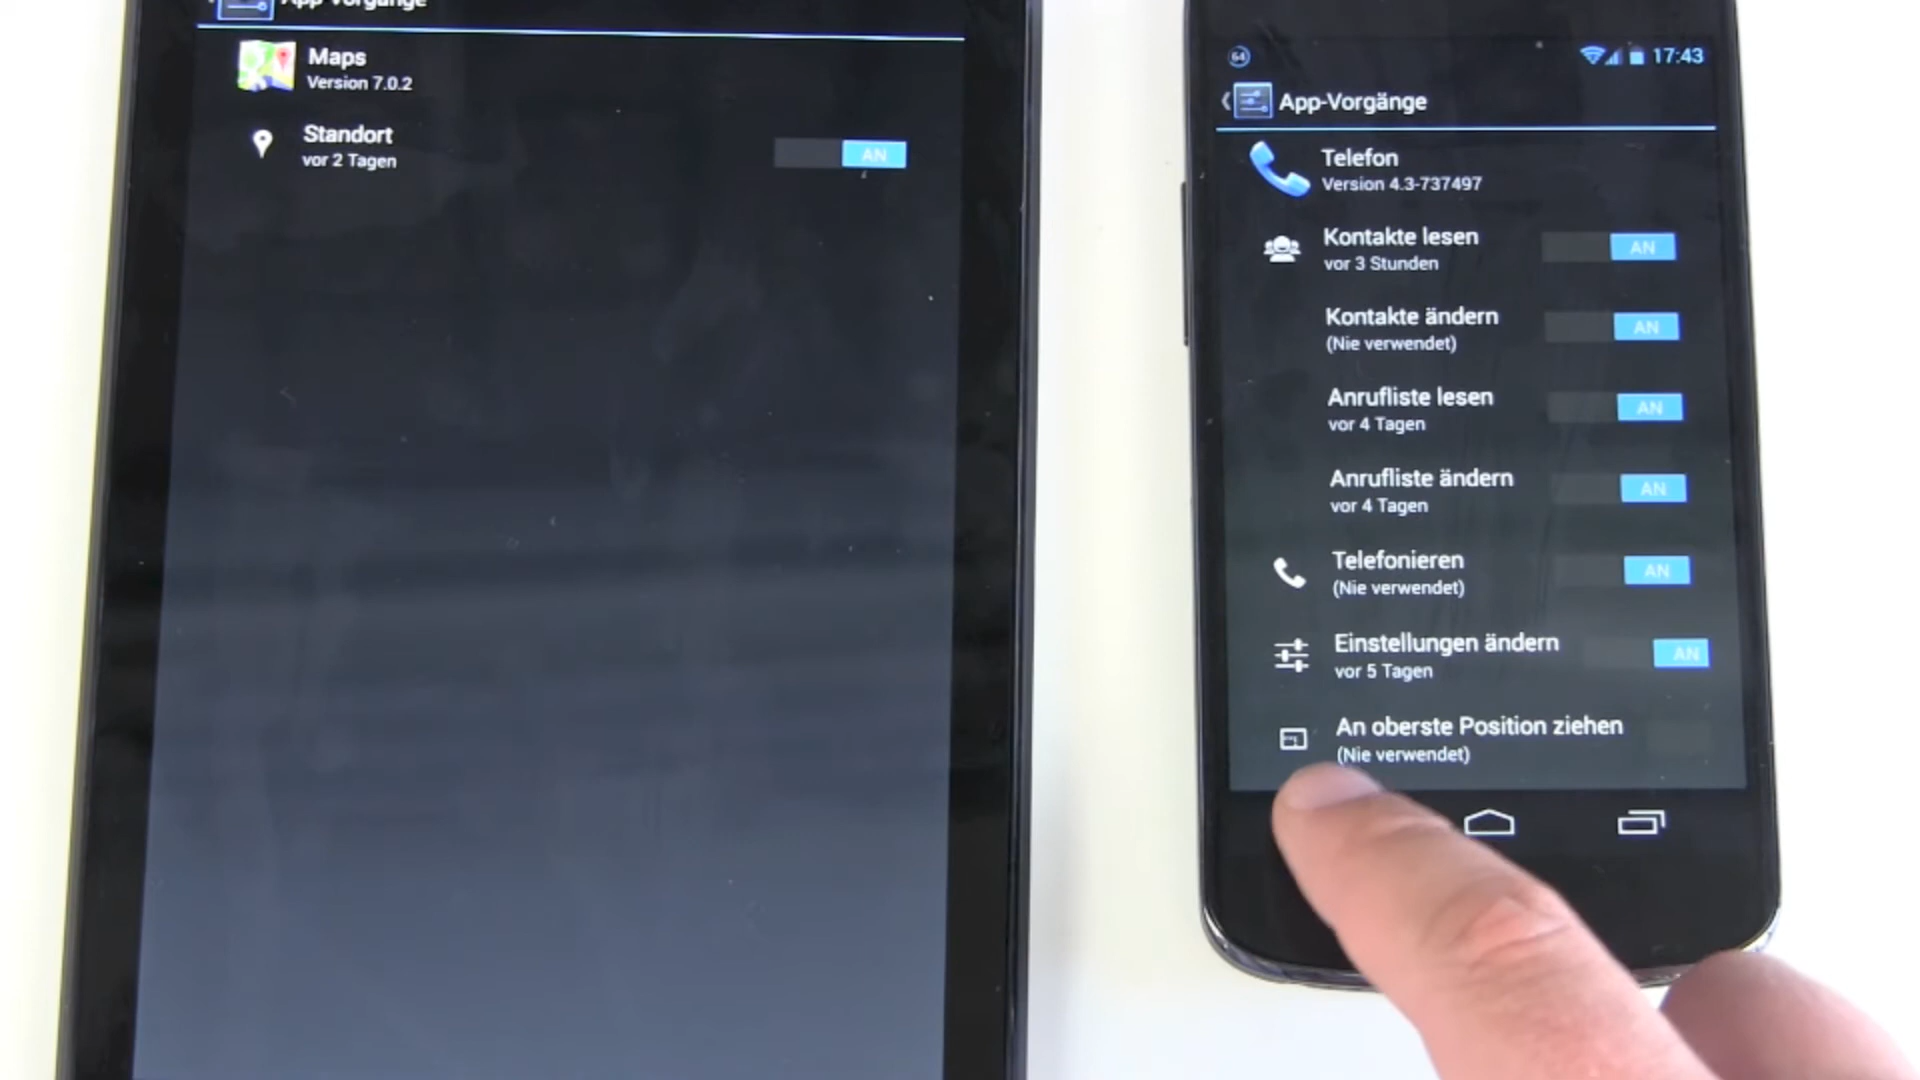 App-Vorgänge
Maps
Version 7.0.2
Standort
vor 2 Tagen
AN
64
17:43
App-Vorgänge
Telefon
Version 4.3-737497
Kontakte lesen
vor 3 Stunden
AN
Kontakte ändern
(Nie verwendet)
AN
Anrufliste lesen
vor 4 Tagen
AN
Anrufliste ändern
vor 4 Tagen
AN
Telefonieren
(Nie verwendet)
AN
Einstellungen ändern
vor 5 Tagen
AN
An oberste Position ziehen
(Nie verwendet)